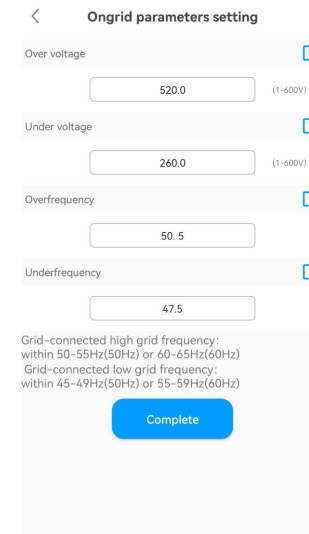 Ongrid parameters setting
Over voltage
520.0 (1-600V)
Under voltage
260.0 (1-600V)
Overfrequency
50. 5
Underfrequency
47.5
Grid-connected high grid frequency:
within 50-55Hz(50Hz) or 60-65Hz(60Hz)
Grid-connected low grid frequency:
within 45-49Hz(50Hz) or 55-59Hz(60Hz)
Complete